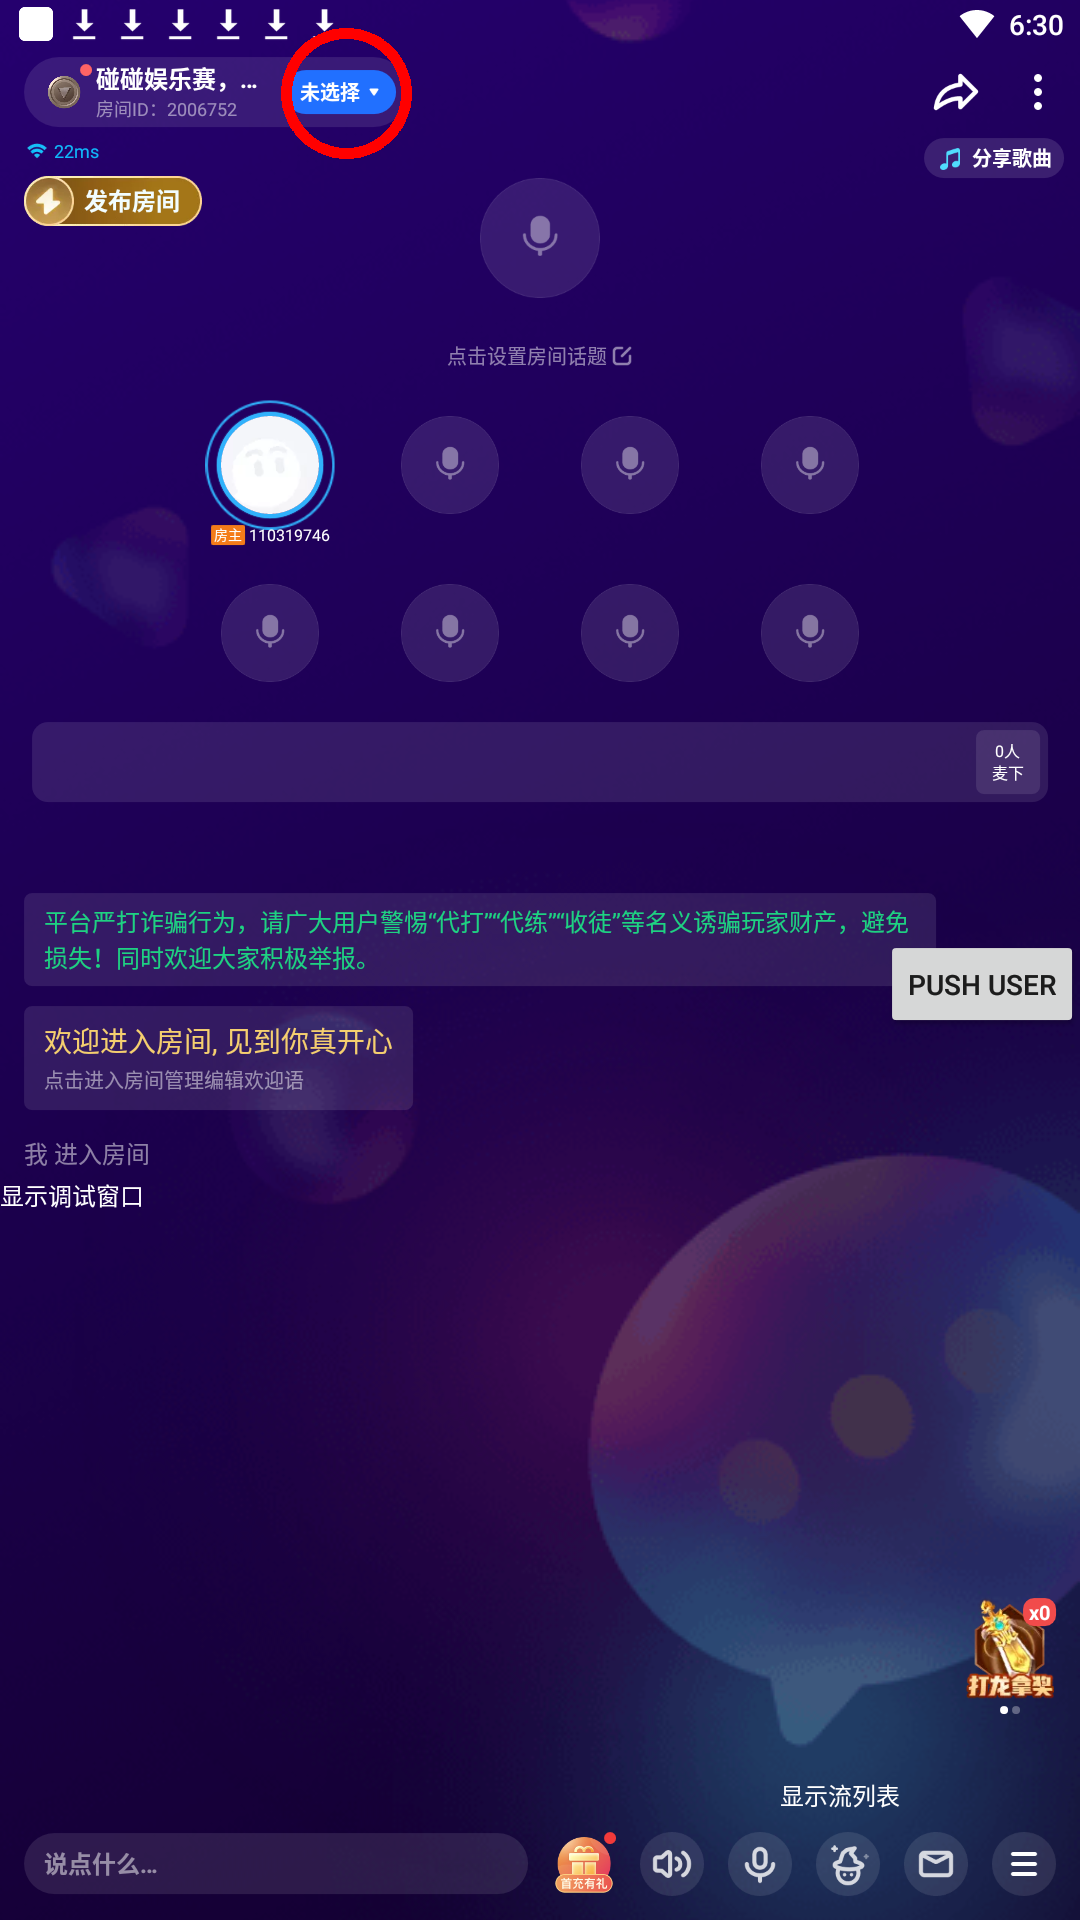 6:30
碰碰娱乐赛，...
未选择
房间ID：2006752
22ms
分享歌曲
发布房间
点击设置房间话题
房主 110319746
0人
麦下
平台严打诈骗行为，请广大用户警惕“代打”“代练”“收徒”等名义诱骗玩家财产，避免
损失！同时欢迎大家积极举报。
PUSH USER
欢迎进入房间, 见到你真开心
点击进入房间管理编辑欢迎语
我 进入房间
显示调试窗口
x0
打龙拿奖
显示流列表
说点什么...
首充有礼